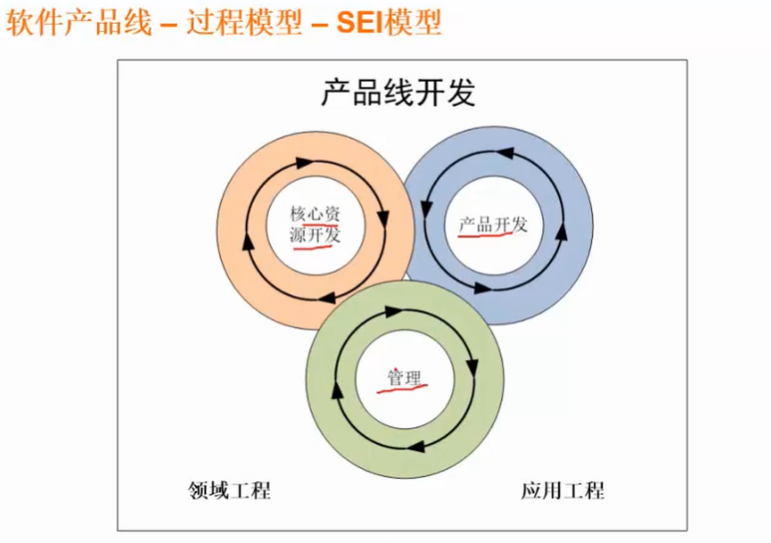 软件产品线 – 过程模型 – SEI模型
产品线开发
核心资
源开发
产品开发
管理
领域工程
应用工程